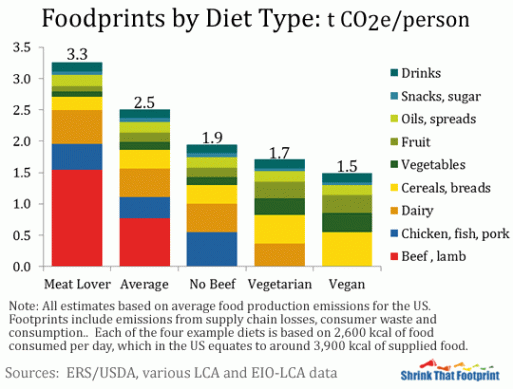 Foodprints by Diet Type: t CO2e/person
3.5
3.0
2.5
2.0
1.5
1.0
0.5
0.0
3.3
2.5
1.9
1.7
1.5
Meat Lover
Average
No Beef
Vegetarian
Vegan
Drinks
Snacks, sugar
Oils, spreads
Fruit
Vegetables
Cereals, breads
Dairy
Chicken, fish, pork
Beef , lamb
Note: All estimates based on average food production emissions for the US.
Footprints include emissions from supply chain losses, consumer waste and
consumption.. Each of the four example diets is based on 2,600 kcal of food
consumed per day, which in the US equates to around 3,900 kcal of supplied food.
Sources: ERS/USDA, various LCA and EIO-LCA data
Shrink That Footprint